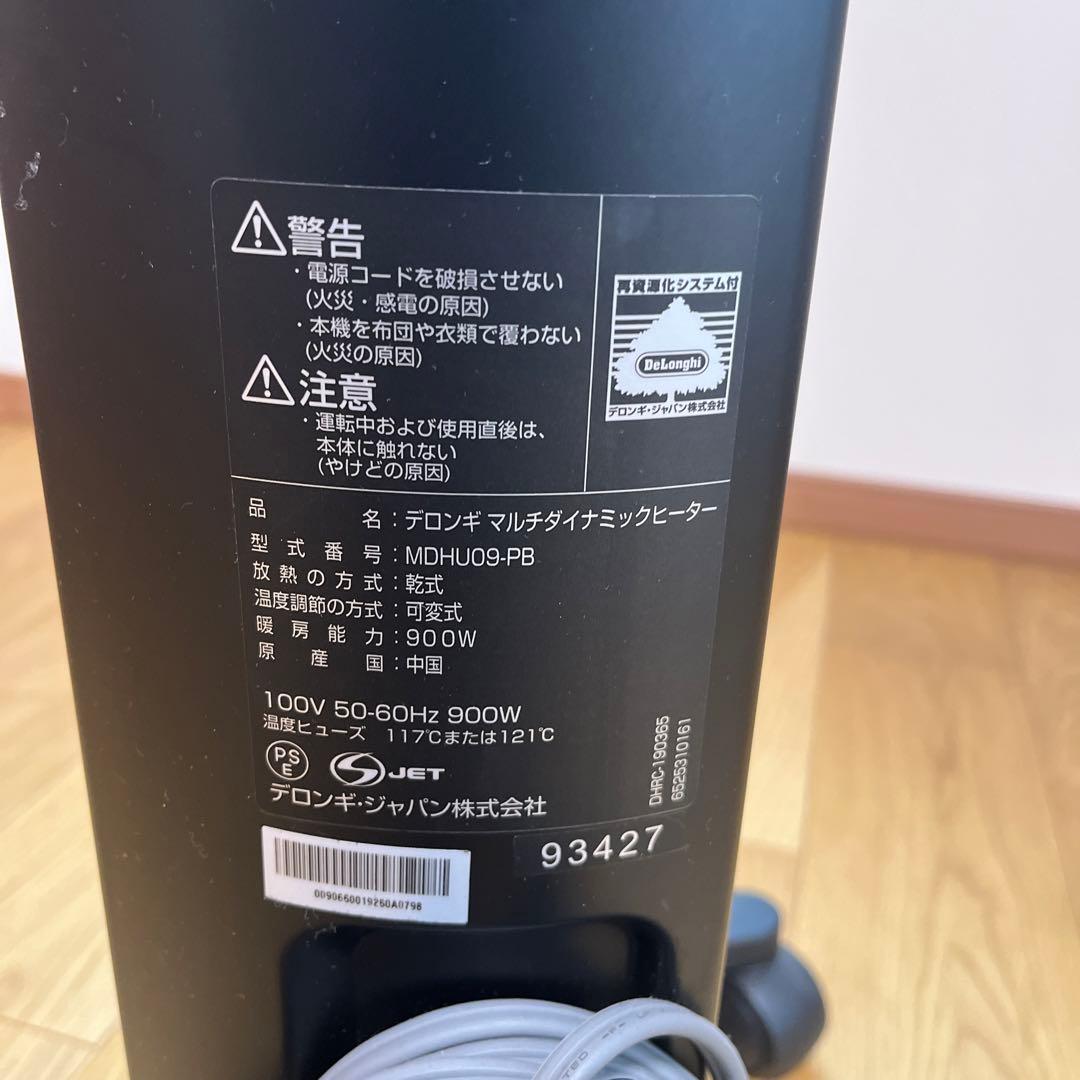 警告
・電源コードを破損させない
(火災・感電の原因)
・本機を布団や衣類で覆わない
(火災の原因)
注意
・運転中および使用直後は、
本体に触れない
(やけどの原因)
再資源化システム付
DeLonghi
デロンギ・ジャパン株式会社
品名:デロンギ マルチダイナミックヒーター
型式番号:MDHU09-PB
放熱の方式:乾式
温度調節の方式:可変式
暖房能力:900W
原産国:中国
100V 50-60Hz 900W
温度ヒューズ 117℃または121℃
PSE
JET
デロンギ・ジャパン株式会社
DHRC-190365
6525310161
93427
0090650019250A0798